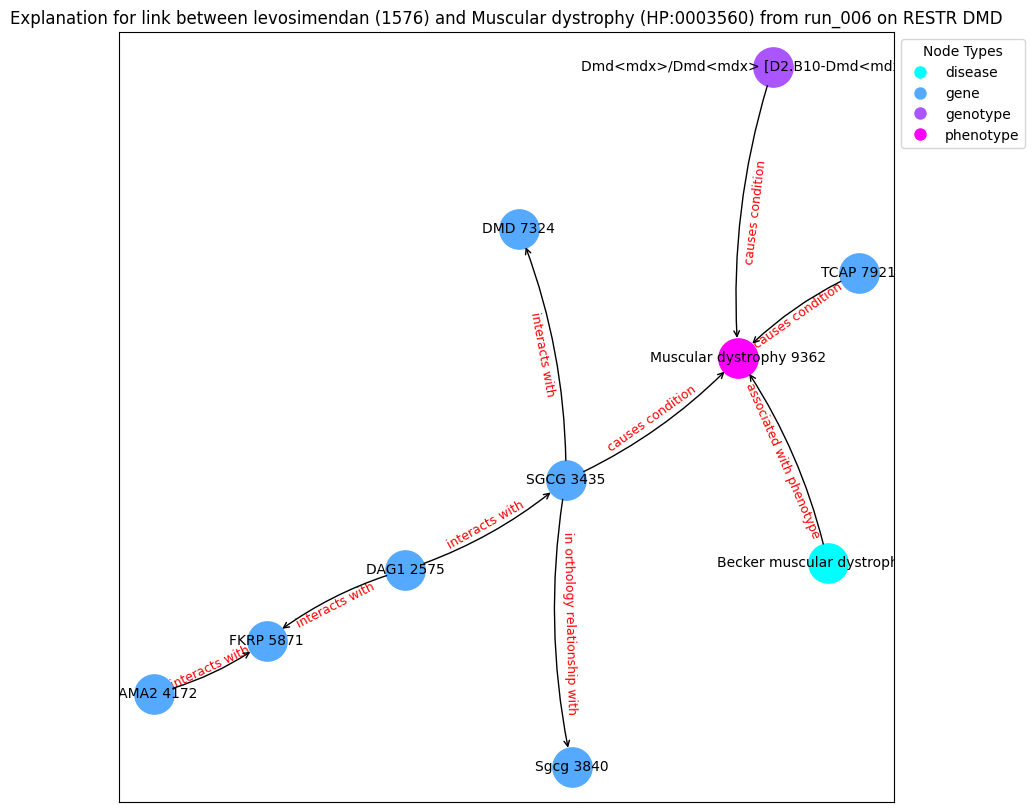 Explanation for link between levosimendan (1576) and Muscular dystrophy (HP:0003560) from run_006 on RESTR DMD
Node Types
disease
gene
genotype
phenotype
Dmd<mdx>/Dmd<mdx> [D2.B10-Dmd<mdx
causes condition
DMD 7324
TCAP 7921
causes condition
interacts with
Muscular dystrophy 9362
causes condition
associated with phenotype
SGCG 3435
interacts with
in orthology relationship with
Becker muscular dystroph
DAG1 2575
interacts with
FKRP 5871
interacts with
AMA2 4172
Sgcg 3840